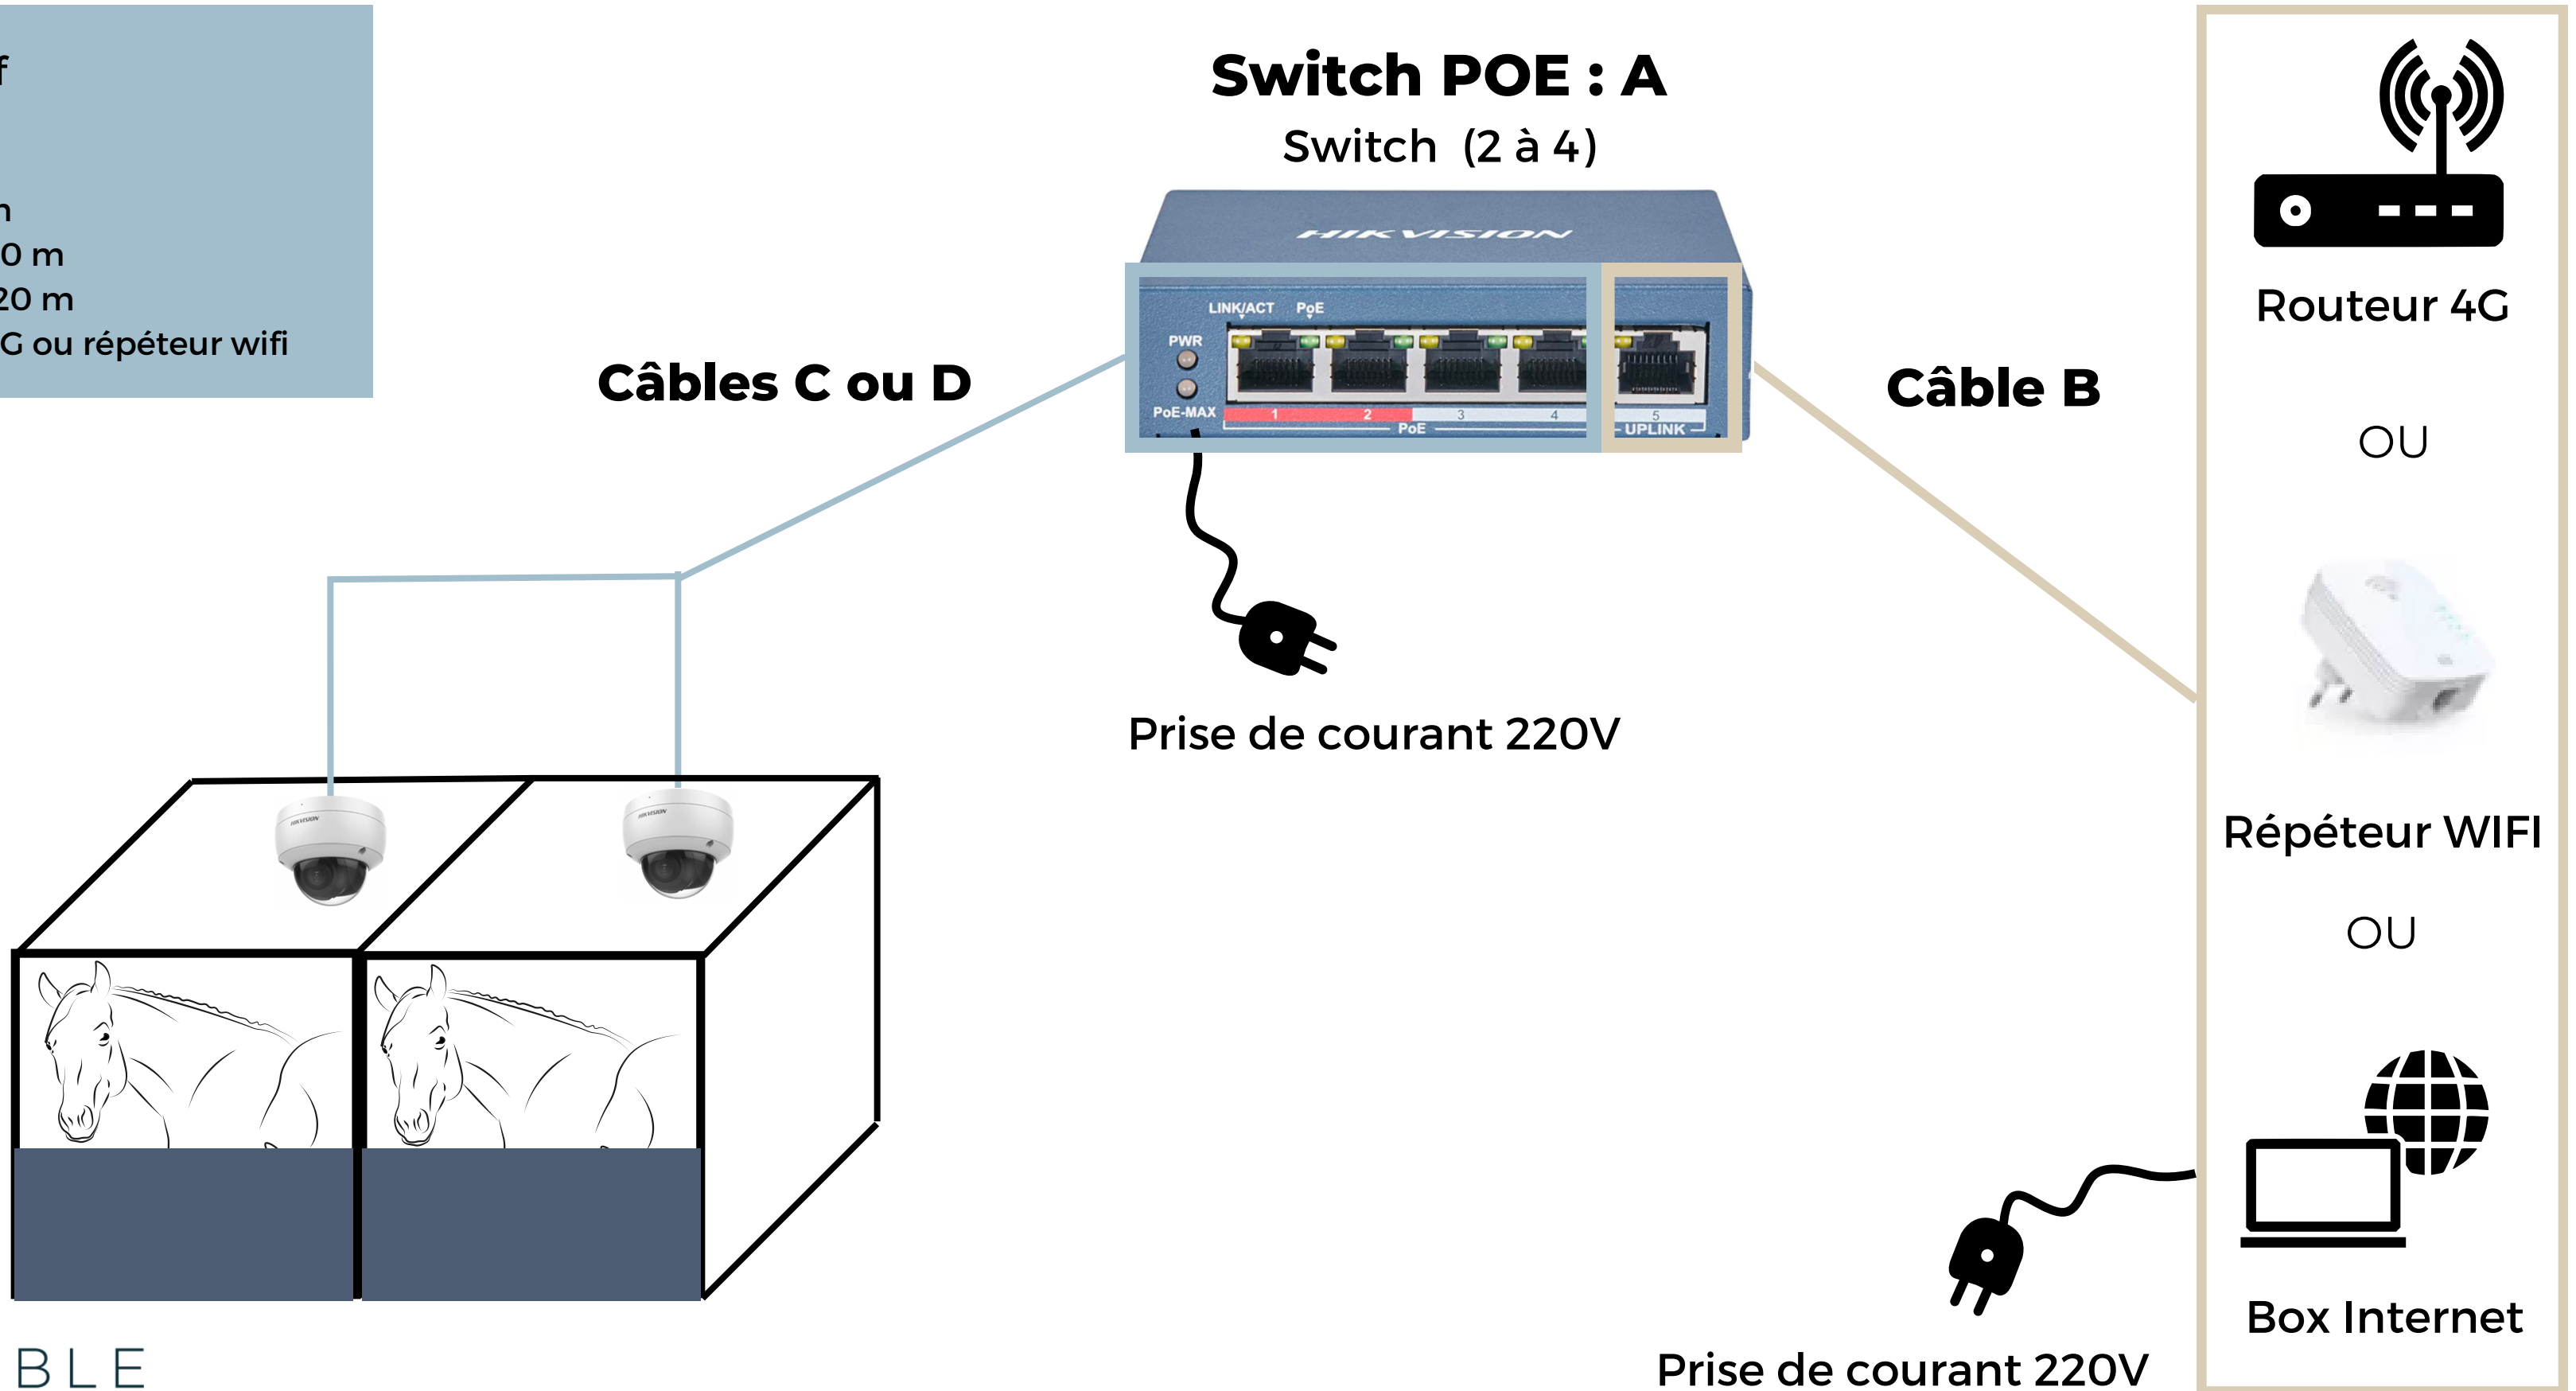 f
n
0 m
20 m
G ou répéteur wifi
Switch POE : A
Switch (2 à 4)
HIKVISION
LINK/ACT PoE
PWR
PoE-MAX
1 2 3 4 5
PoE
UPLINK
Câbles C ou D
Câble B
Prise de courant 220V
HIKVISION
HIKVISION
Routeur 4G
OU
Répéteur WIFI
OU
Box Internet
Prise de courant 220V
BLE